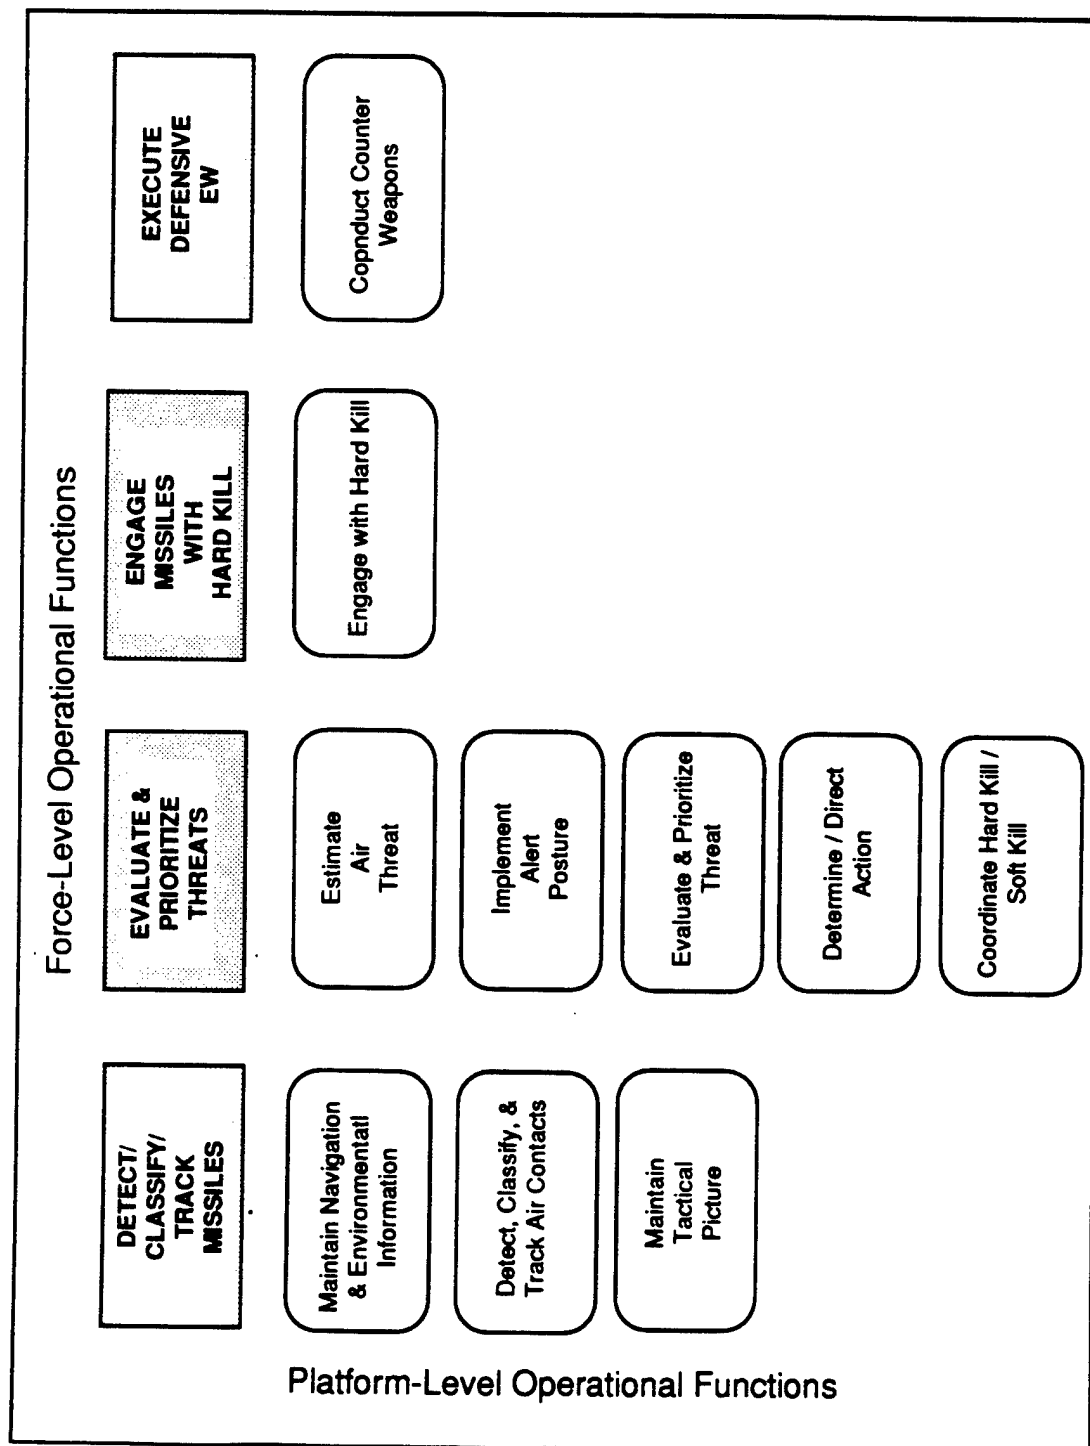 Force-Level Operational Functions
DETECT/
CLASSIFY/
TRACK
MISSILES
EVALUATE &
PRIORITIZE
THREATS
ENGAGE
MISSILES
WITH
HARD KILL
EXECUTE
DEFENSIVE
EW
Platform-Level Operational Functions
Maintain Navigation
& Environmentatl
Information
Detect, Classify, &
Track Air Contacts
Maintain
Tactical
Picture
Estimate
Air
Threat
Implement
Alert
Posture
Evaluate & Prioritize
Threat
Determine / Direct
Action
Coordinate Hard Kill /
Soft Kill
Engage with Hard Kill
Copnduct Counter
Weapons